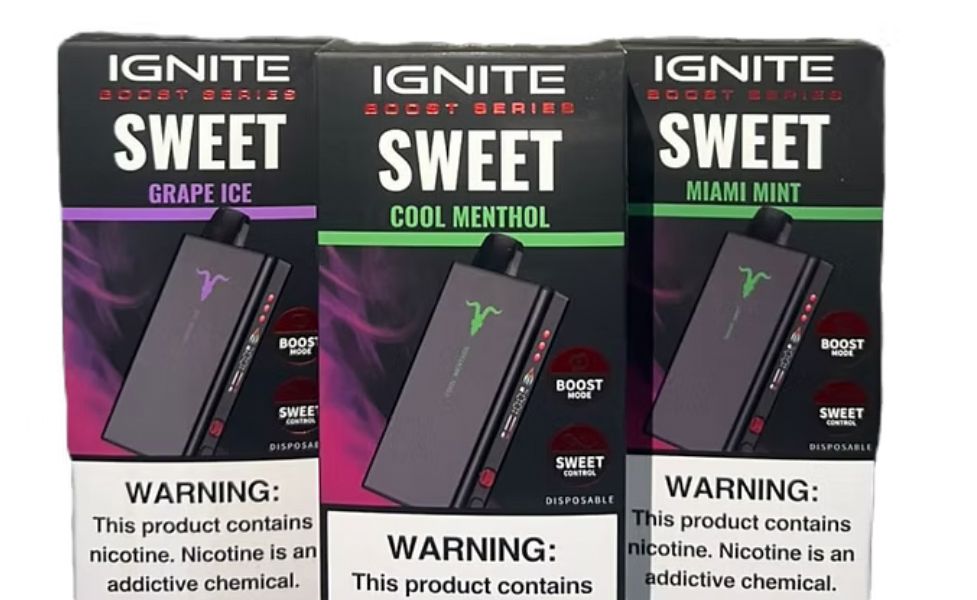 IGNITE
BOOST SERIES
SWEET
GRAPE ICE
BOOST
MODE
SWEET
CONTROL
WARNING:
This product contains
nicotine. Nicotine is an
addictive chemical.
IGNITE
BOOST SERIES
SWEET
COOL MENTHOL
COOL MENTHOL
BOOST
MODE
SWEET
CONTROL
DISPOSABLE
WARNING:
This product contains
IGNITE
BOOST SERIES
SWEET
MIAMI MINT
BOOST
MODE
SWEET
CONTROL
DISPOSABLE
WARNING:
This product contains
nicotine. Nicotine is an
addictive chemical.